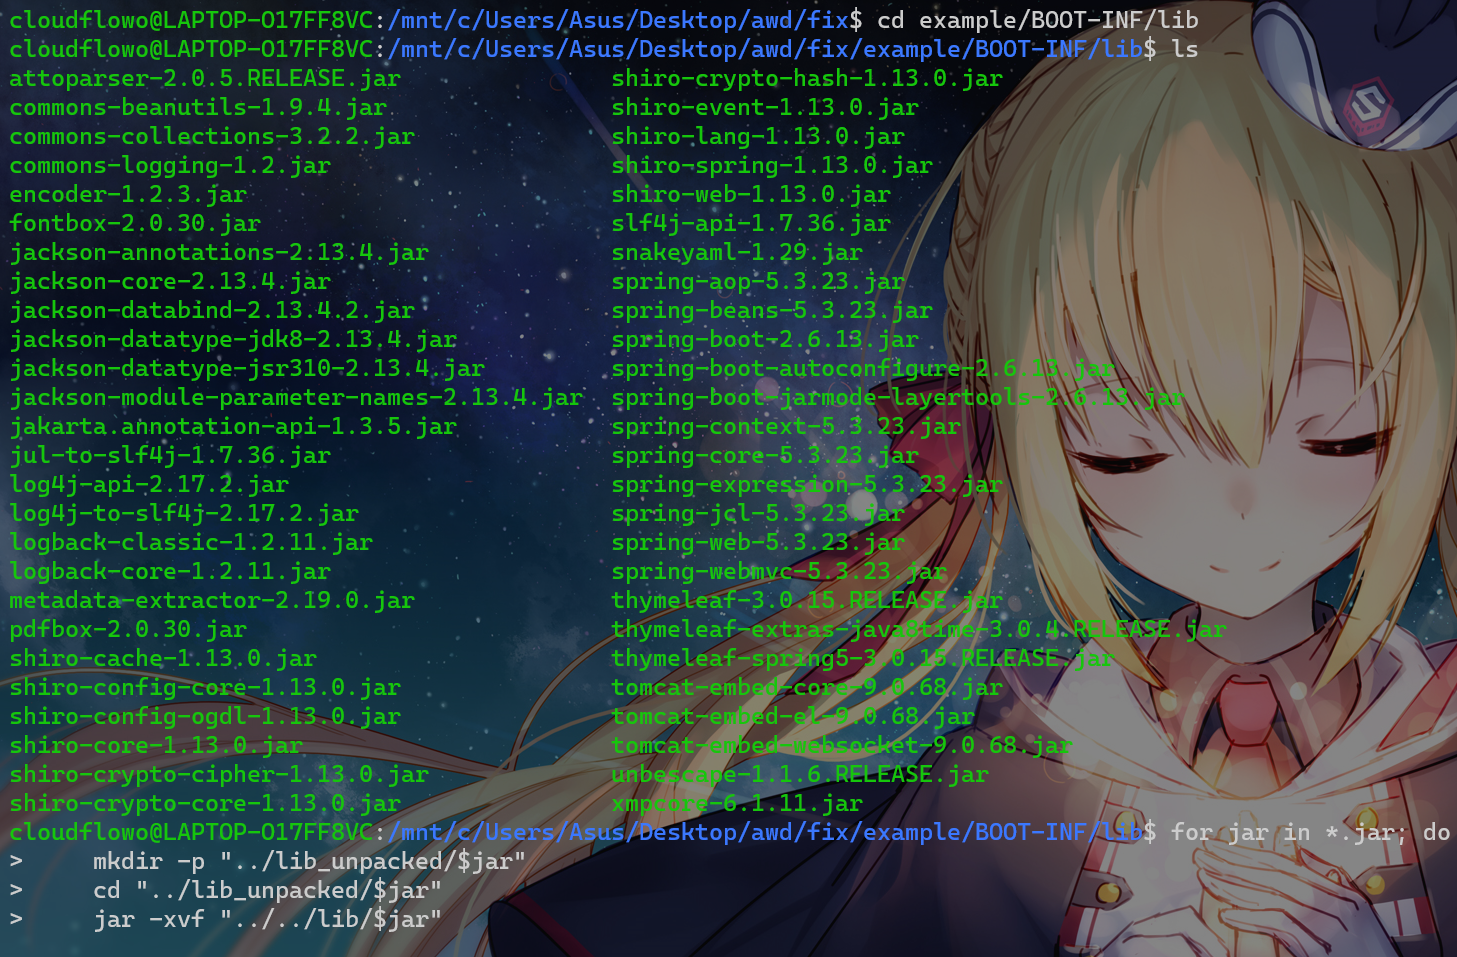 cloudflowo@LAPTOP-O17FF8VC:/mnt/c/Users/Asus/Desktop/awd/fix$ cd example/BOOT-INF/lib
cloudflowo@LAPTOP-O17FF8VC:/mnt/c/Users/Asus/Desktop/awd/fix/example/BOOT-INF/lib$ ls
attoparser-2.0.5.RELEASE.jar shiro-crypto-hash-1.13.0.jar
commons-beanutils-1.9.4.jar shiro-event-1.13.0.jar
commons-collections-3.2.2.jar shiro-lang-1.13.0.jar
commons-logging-1.2.jar shiro-spring-1.13.0.jar
encoder-1.2.3.jar shiro-web-1.13.0.jar
fontbox-2.0.30.jar slf4j-api-1.7.36.jar
jackson-annotations-2.13.4.jar snakeyaml-1.29.jar
jackson-core-2.13.4.jar spring-aop-5.3.23.jar
jackson-databind-2.13.4.2.jar spring-beans-5.3.23.jar
jackson-datatype-jdk8-2.13.4.jar spring-boot-2.6.13.jar
jackson-datatype-jsr310-2.13.4.jar spring-boot-autoconfigure-2.6.13.jar
jackson-module-parameter-names-2.13.4.jar spring-boot-jarmode-layertools-2.6.13.jar
jakarta.annotation-api-1.3.5.jar spring-context-5.3.23.jar
jul-to-slf4j-1.7.36.jar spring-core-5.3.23.jar
log4j-api-2.17.2.jar spring-expression-5.3.23.jar
log4j-to-slf4j-2.17.2.jar spring-jcl-5.3.23.jar
logback-classic-1.2.11.jar spring-web-5.3.23.jar
logback-core-1.2.11.jar spring-webmvc-5.3.23.jar
metadata-extractor-2.19.0.jar thymeleaf-3.0.15.RELEASE.jar
pdfbox-2.0.30.jar thymeleaf-extras-java8time-3.0.4.RELEASE.jar
shiro-cache-1.13.0.jar thymeleaf-spring5-3.0.15.RELEASE.jar
shiro-config-core-1.13.0.jar tomcat-embed-core-9.0.68.jar
shiro-config-ogdl-1.13.0.jar tomcat-embed-el-9.0.68.jar
shiro-core-1.13.0.jar tomcat-embed-websocket-9.0.68.jar
shiro-crypto-cipher-1.13.0.jar unbescape-1.1.6.RELEASE.jar
shiro-crypto-core-1.13.0.jar xmpcore-6.1.11.jar
cloudflowo@LAPTOP-O17FF8VC:/mnt/c/Users/Asus/Desktop/awd/fix/example/BOOT-INF/lib$ for jar in *.jar; do
> mkdir -p "../lib_unpacked/$jar"
> cd "../lib_unpacked/$jar"
> jar -xvf "../../lib/$jar"